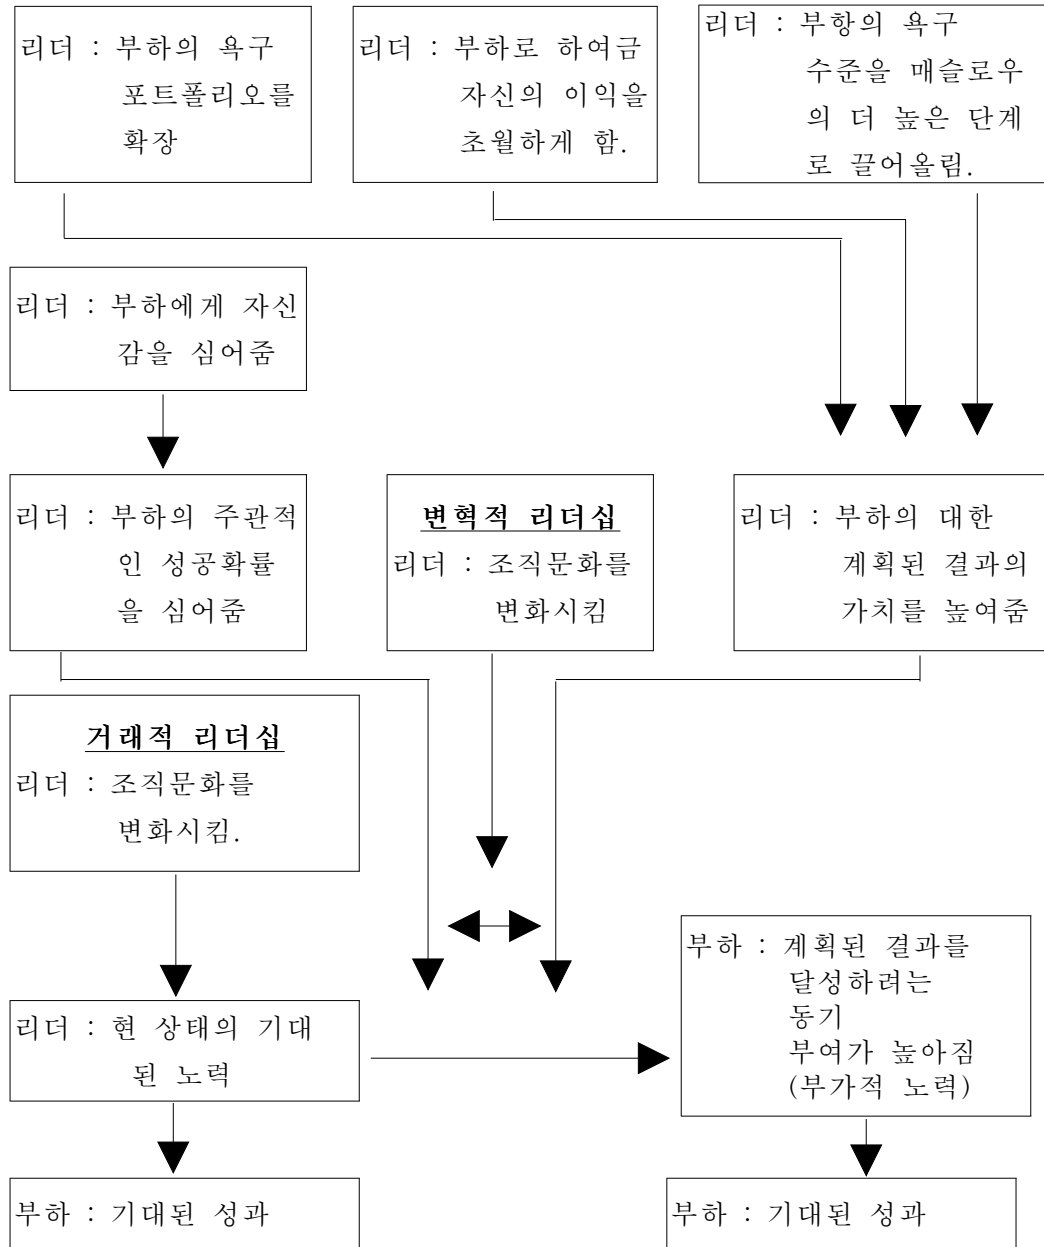 리더 : 부하의 욕구
포트폴리오를
확장
리더 : 부하로 하여금
자신의 이익을
초월하게 함.
리더 : 부항의 욕구
수준을 매슬로우
의 더 높은 단계
로 끌어올림.
리더 : 부하에게 자신
감을 심어줌
리더 : 부하의 주관적
인 성공확률
을 심어줌
변혁적 리더십
리더 : 조직문화를
변화시킴
리더 : 부하의 대한
계획된 결과의
가치를 높여줌
거래적 리더십
리더 : 조직문화를
변화시킴.
리더 : 현 상태의 기대
된 노력
부하 : 계획된 결과를
달성하려는
동기
부여가 높아짐
(부가적 노력)
부하 : 기대된 성과
부하 : 기대된 성과